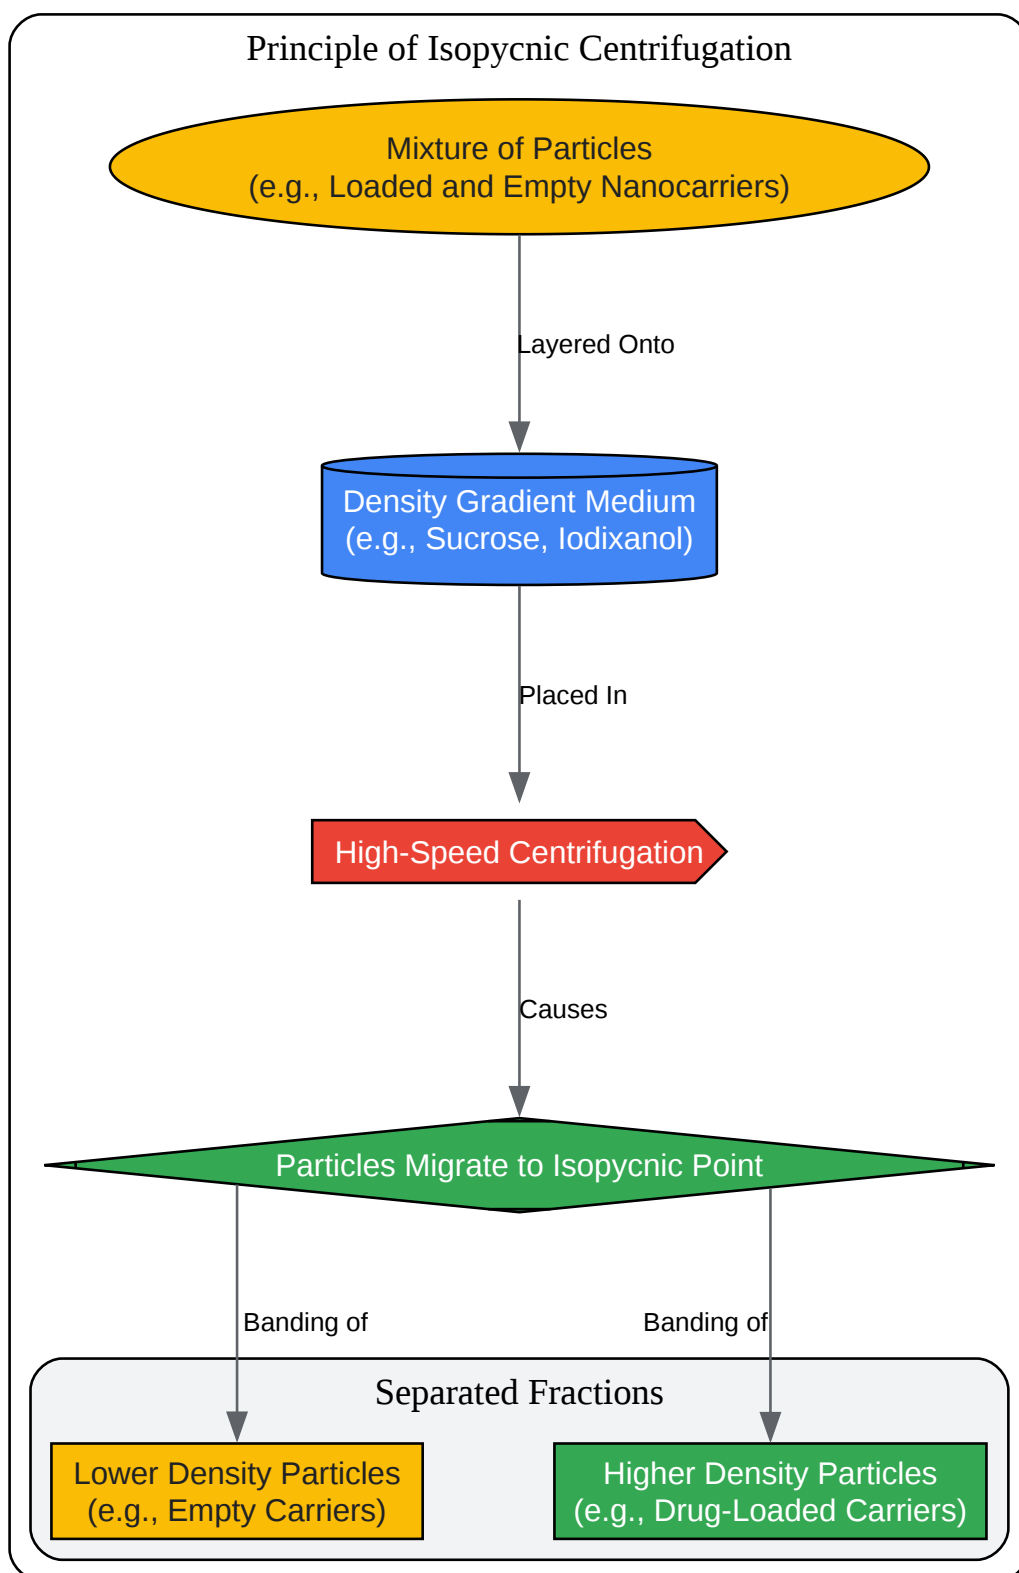 Principle of Isopycnic Centrifugation
Mixture of Particles
(e.g., Loaded and Empty Nanocarriers)
Layered Onto
Density Gradient Medium
(e.g., Sucrose, Iodixanol)
Placed In
High-Speed Centrifugation
Causes
Particles Migrate to Isopycnic Point
Banding of
Banding of
Separated Fractions
Lower Density Particles
(e.g., Empty Carriers)
Higher Density Particles
(e.g., Drug-Loaded Carriers)